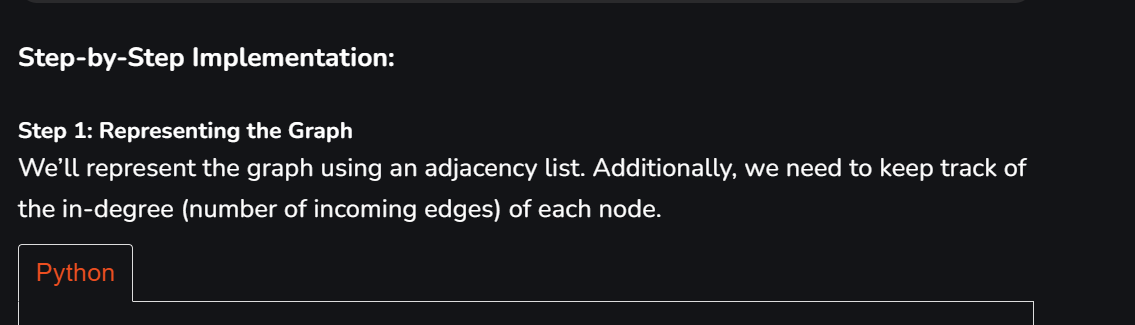 Step-by-Step Implementation:
Step 1: Representing the Graph
We’ll represent the graph using an adjacency list. Additionally, we need to keep track of
the in-degree (number of incoming edges) of each node.
Python